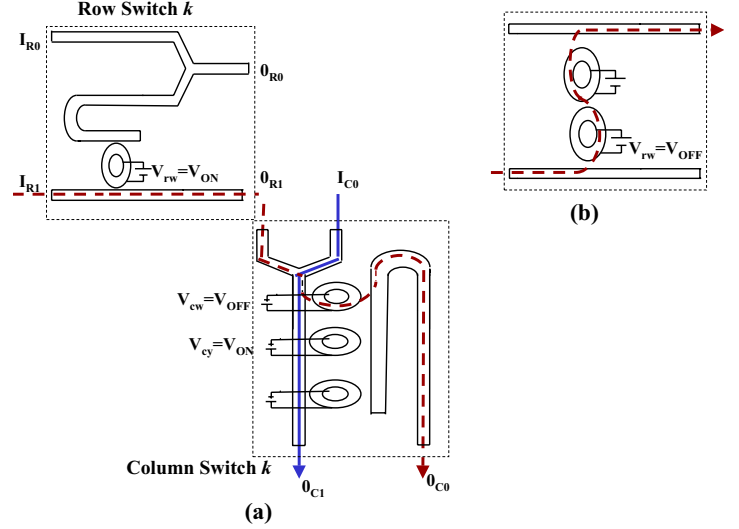 Row Switch k
I_R0
0_R0
V_rw=V_ON
I_R1
0_R1
I_C0
V_rw=V_OFF
(b)
V_cw=V_OFF
V_cy=V_ON
Column Switch k
0_C1
0_C0
(a)